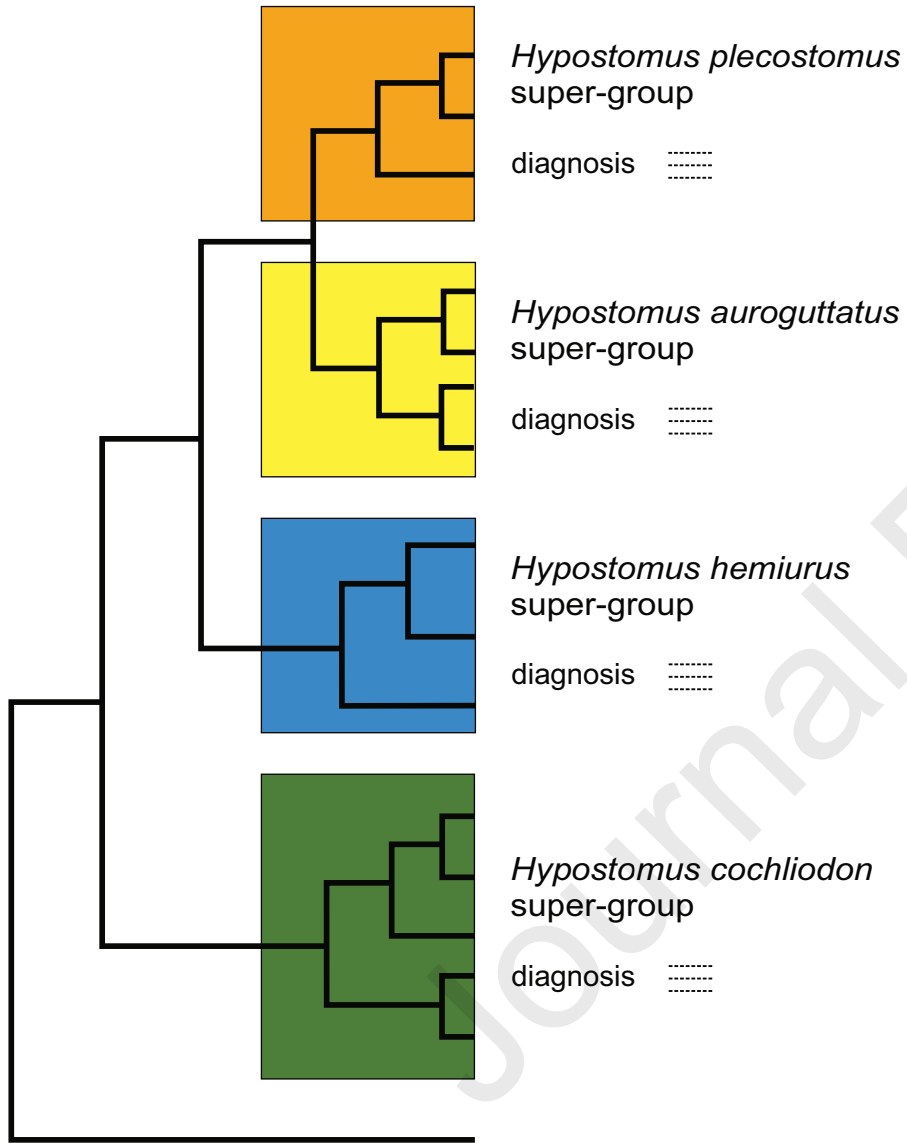 Hypostomus plecostomus
super-group
diagnosis
Hypostomus auroguttatus
super-group
diagnosis
Hypostomus hemiurus
super-group
diagnosis
Hypostomus cochliodon
super-group
diagnosis
Journal